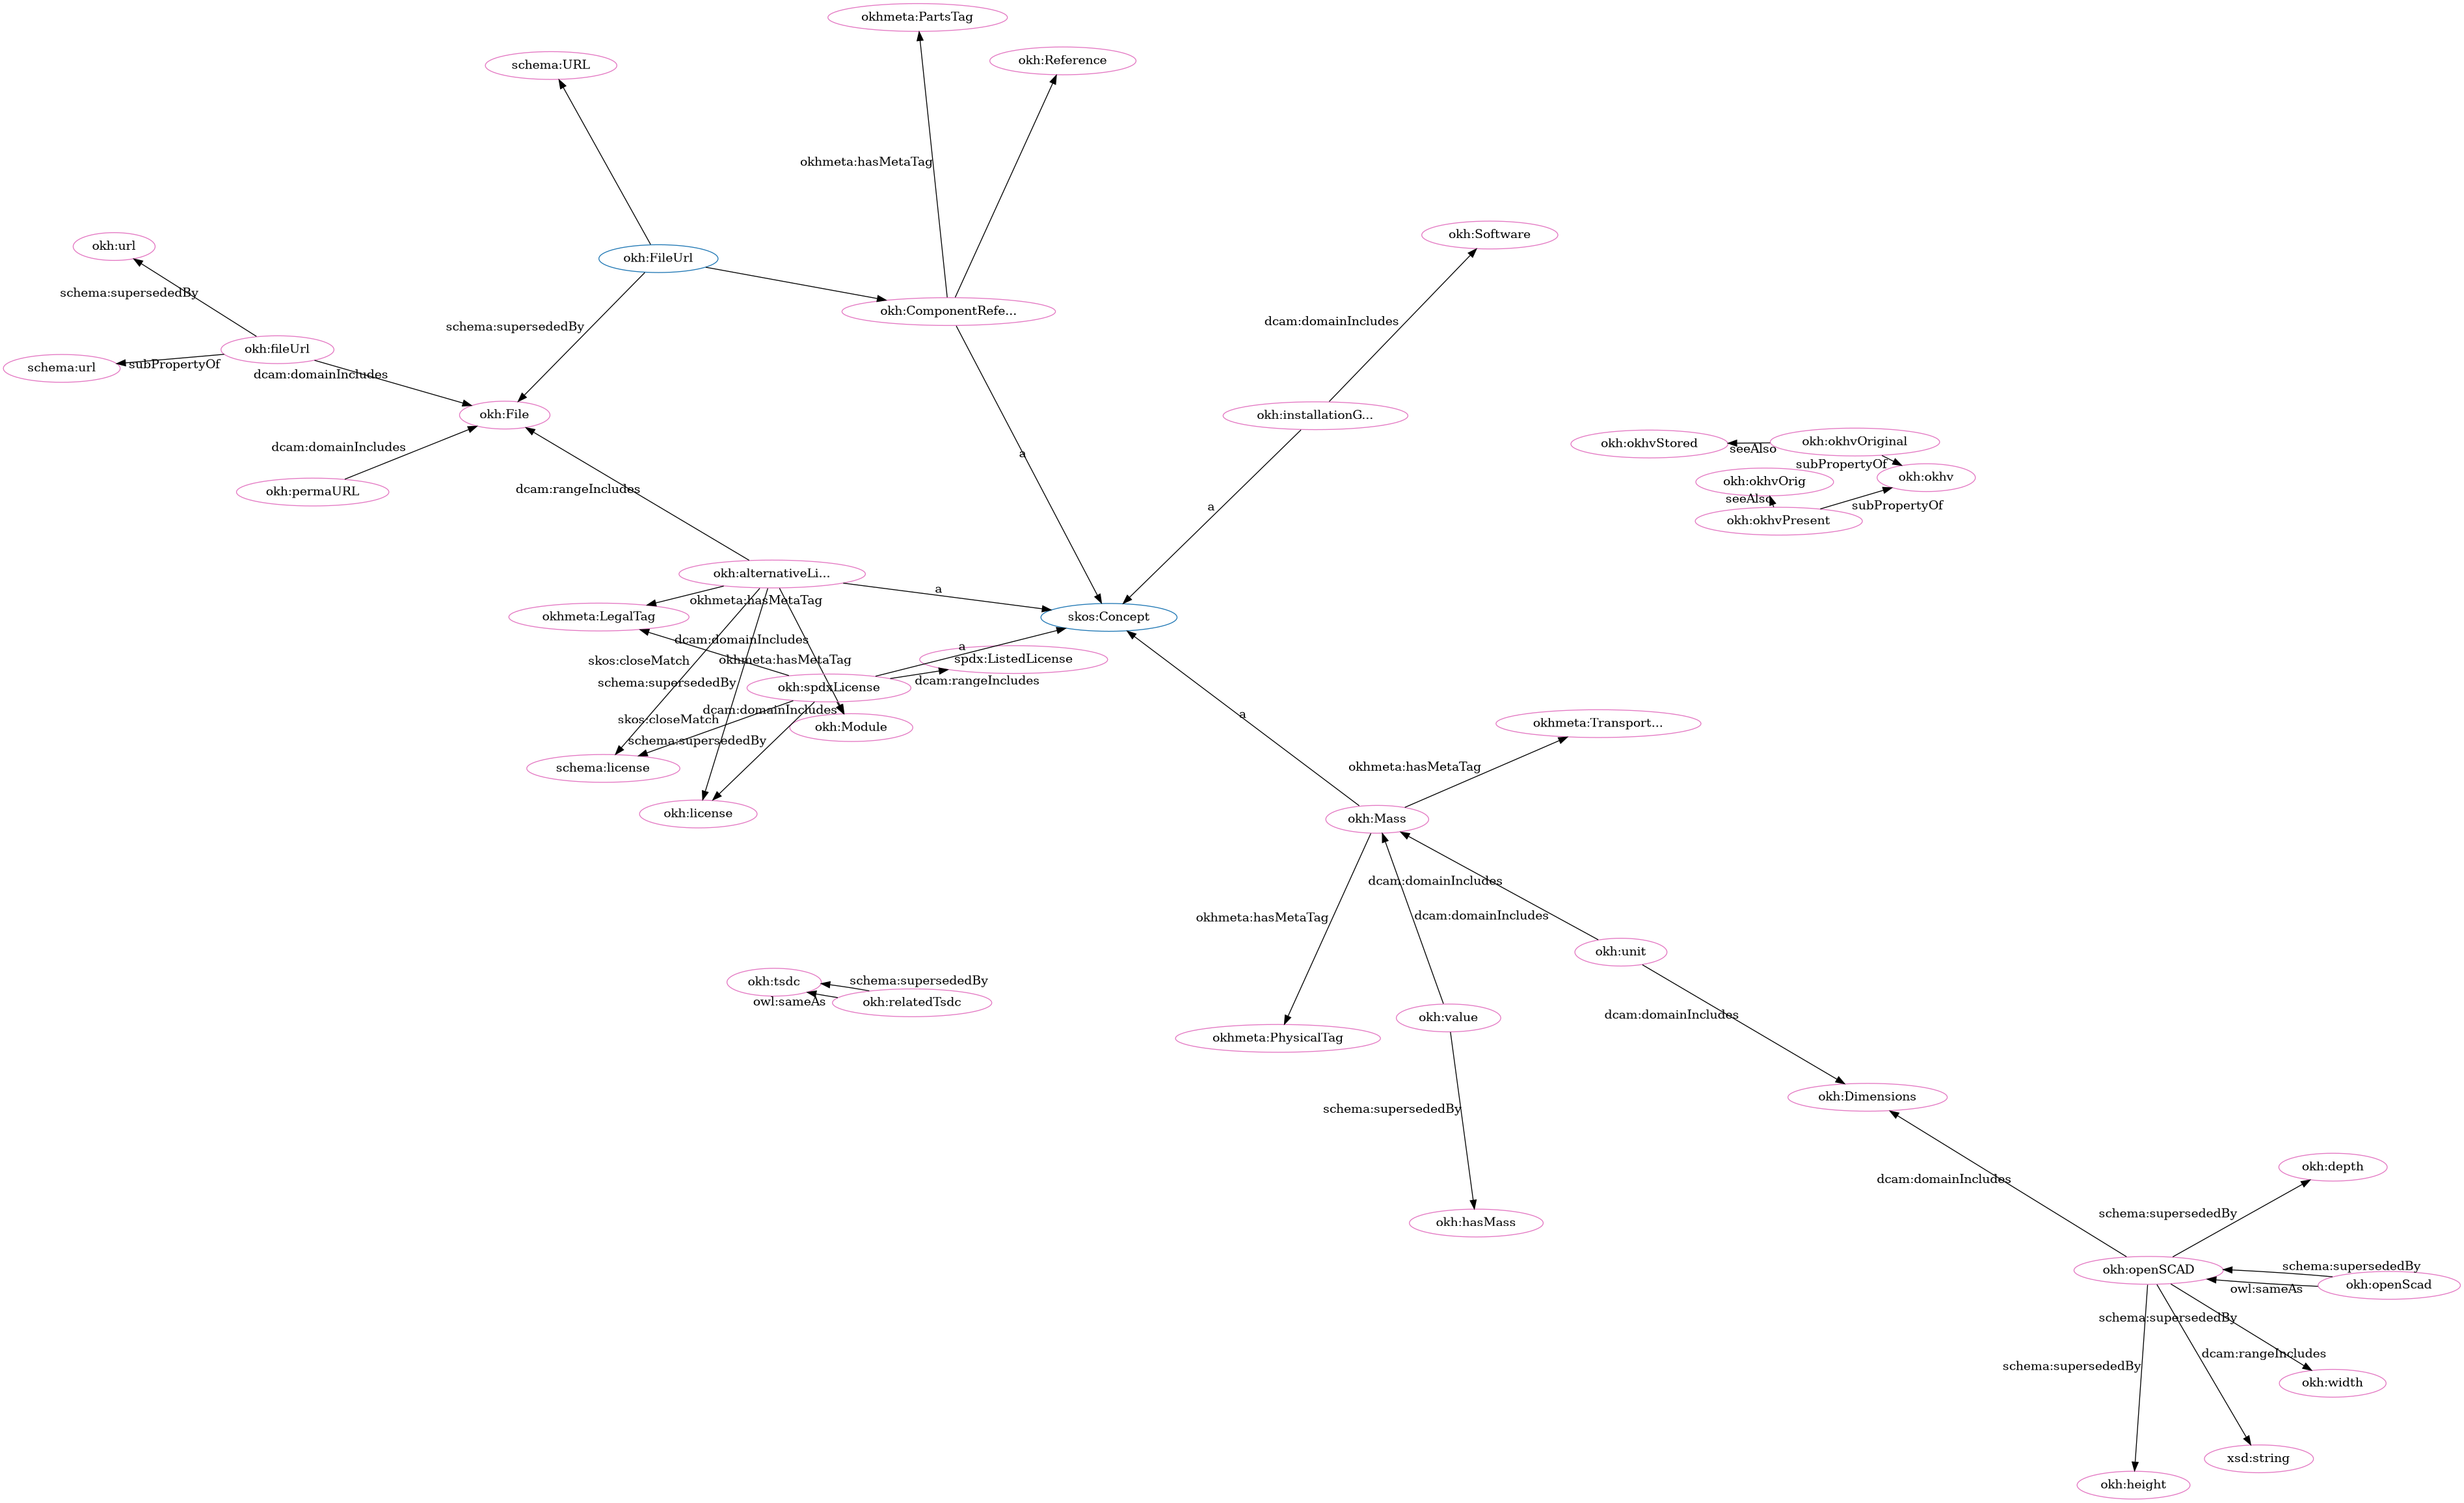 okhmeta:PartsTag
okh:Reference
schema:URL
okhmeta:hasMetaTag
okh:Software
okh:url
okh:FileUrl
schema:supersededBy
okh:ComponentRefe...
dcam:domainIncludes
schema:supersededBy
okh:fileUrl
schema:url
subPropertyOf
dcam:domainIncludes
okh:File
okh:installationG...
okh:okhvStored
okh:okhvOriginal
seeAlso
dcam:domainIncludes
a
subPropertyOf
okh:okhv
okh:okhvOrig
okh:permaURL
dcam:rangeIncludes
seeAlso
a
subPropertyOf
okh:okhvPresent
okh:alternativeLi...
a
okhmeta:hasMetaTag
okhmeta:LegalTag
skos:Concept
dcam:domainIncludes
a
skos:closeMatch
okhmeta:hasMetaTag
spdx:ListedLicense
schema:supersededBy
okh:spdxLicense
dcam:rangeIncludes
dcam:domainIncludes
a
skos:closeMatch
okh:Module
okhmeta:Transport...
schema:supersededBy
schema:license
okhmeta:hasMetaTag
okh:license
okh:Mass
dcam:domainIncludes
okhmeta:hasMetaTag
dcam:domainIncludes
okh:unit
okh:tsdc
schema:supersededBy
owl:sameAs
okh:relatedTsdc
okh:value
dcam:domainIncludes
okhmeta:PhysicalTag
okh:Dimensions
schema:supersededBy
okh:depth
dcam:domainIncludes
schema:supersededBy
okh:hasMass
okh:openSCAD
schema:supersededBy
okh:openScad
owl:sameAs
schema:supersededBy
schema:supersededBy
dcam:rangeIncludes
okh:width
xsd:string
okh:height